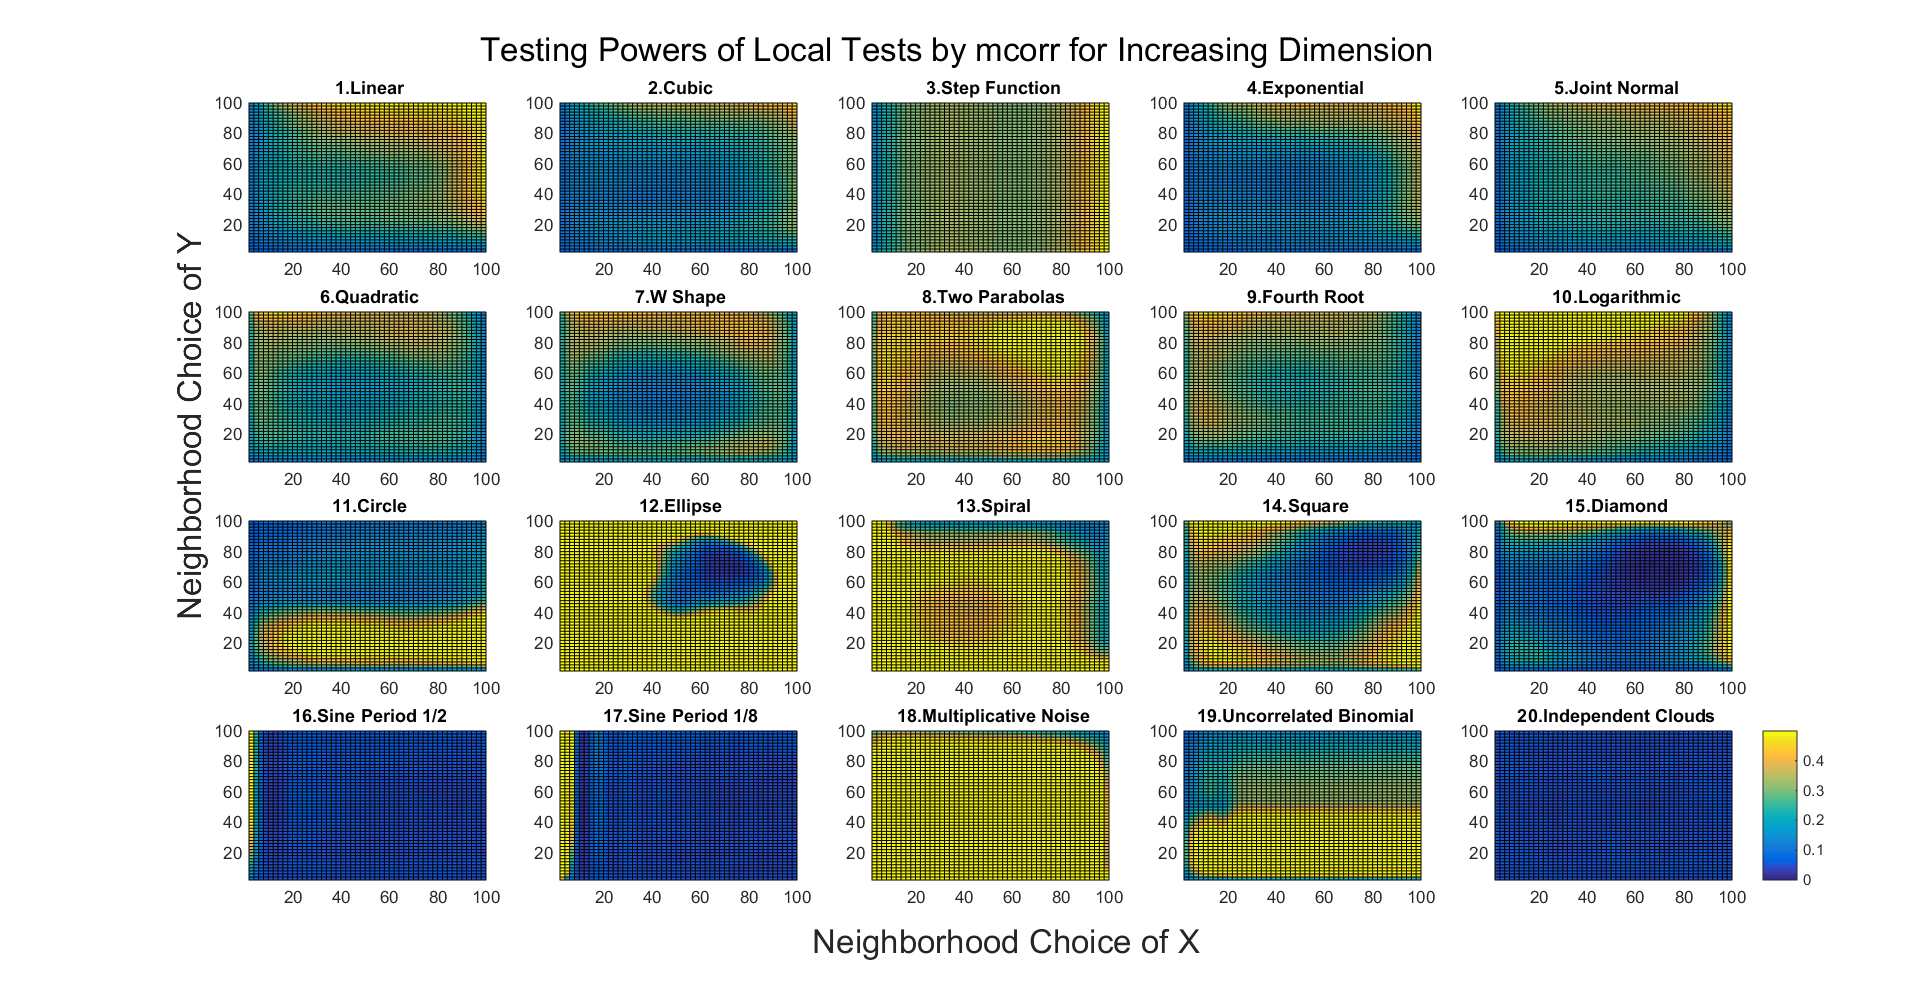 Testing Powers of Local Tests by mcorr for Increasing Dimension
Neighborhood Choice of Y
1.Linear
100
80
60
40
20
20 40 60 80 100
2.Cubic
100
80
60
40
20
20 40 60 80 100
3.Step Function
100
80
60
40
20
20 40 60 80 100
4.Exponential
100
80
60
40
20
20 40 60 80 100
5.Joint Normal
100
80
60
40
20
20 40 60 80 100
6.Quadratic
100
80
60
40
20
20 40 60 80 100
7.W Shape
100
80
60
40
20
20 40 60 80 100
8.Two Parabolas
100
80
60
40
20
20 40 60 80 100
9.Fourth Root
100
80
60
40
20
20 40 60 80 100
10.Logarithmic
100
80
60
40
20
20 40 60 80 100
11.Circle
100
80
60
40
20
20 40 60 80 100
12.Ellipse
100
80
60
40
20
20 40 60 80 100
13.Spiral
100
80
60
40
20
20 40 60 80 100
14.Square
100
80
60
40
20
20 40 60 80 100
15.Diamond
100
80
60
40
20
20 40 60 80 100
16.Sine Period 1/2
100
80
60
40
20
20 40 60 80 100
17.Sine Period 1/8
100
80
60
40
20
20 40 60 80 100
18.Multiplicative Noise
100
80
60
40
20
20 40 60 80 100
19.Uncorrelated Binomial
100
80
60
40
20
20 40 60 80 100
20.Independent Clouds
100
80
60
40
20
20 40 60 80 100
0.4
0.3
0.2
0.1
0
Neighborhood Choice of X